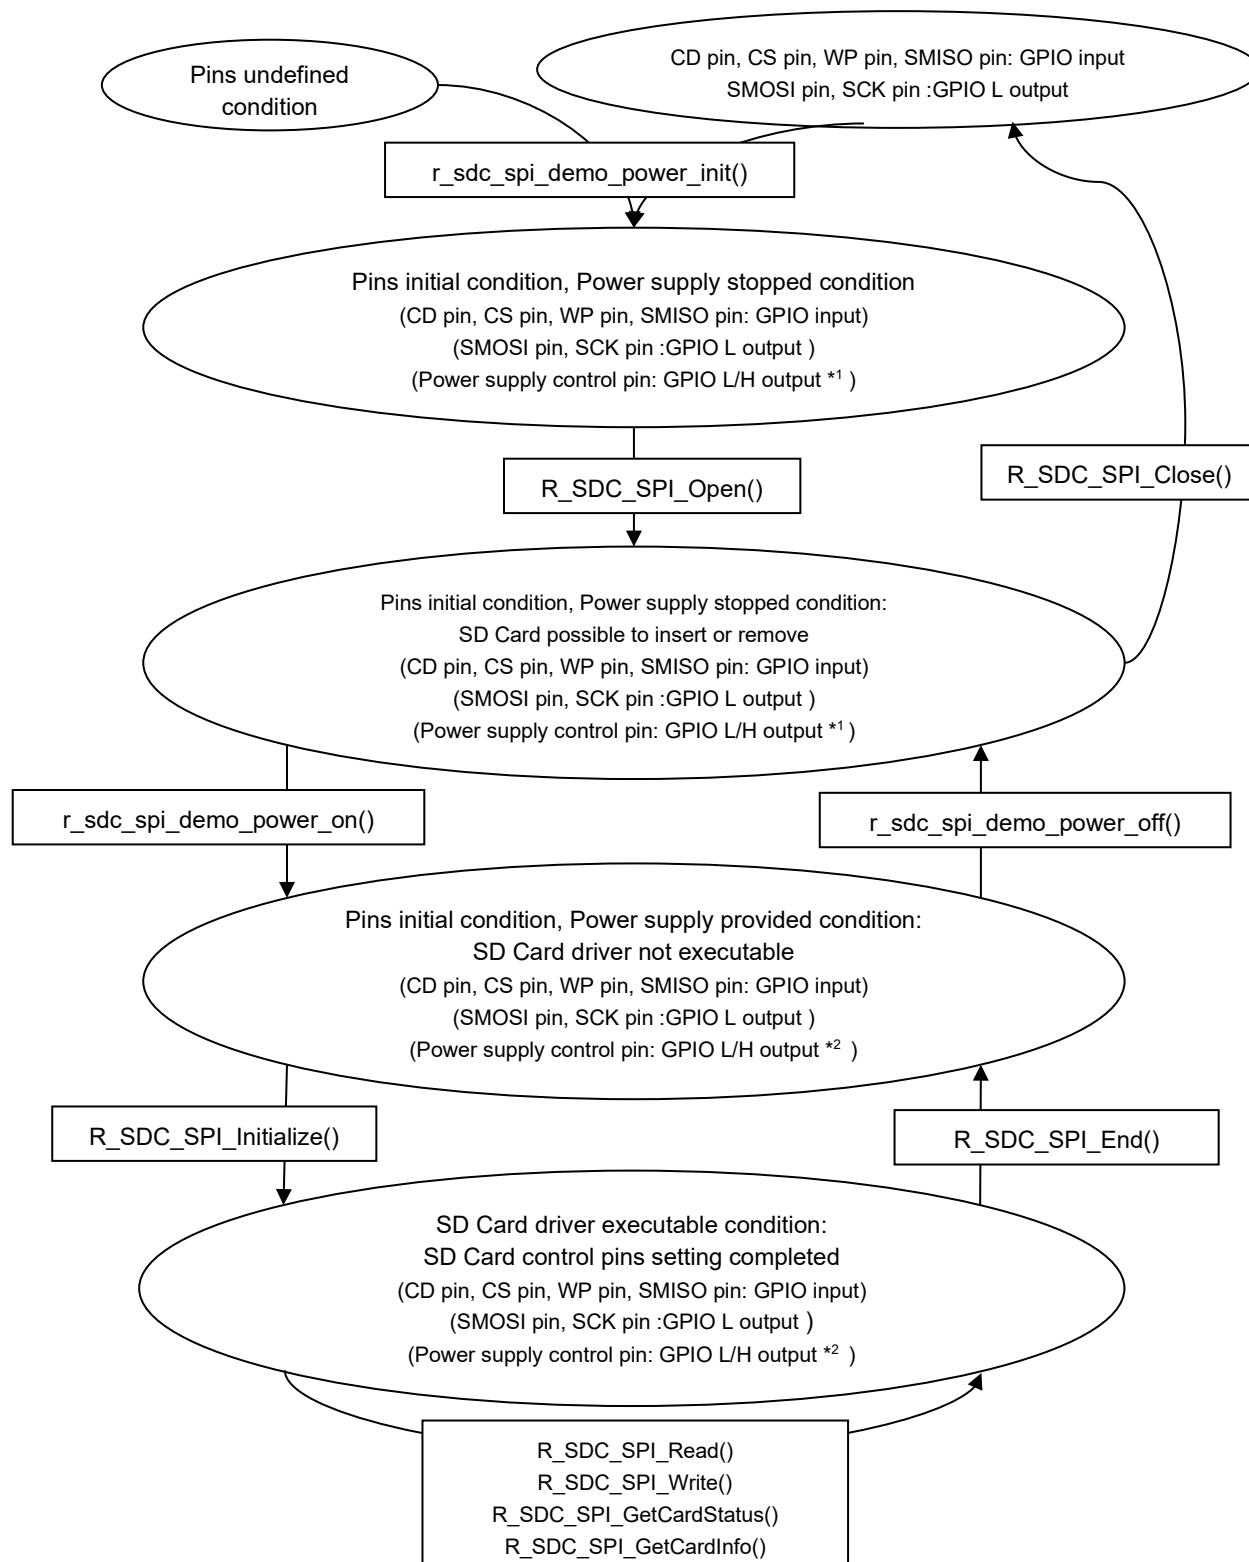 Pins undefined
condition
CD pin, CS pin, WP pin, SMISO pin: GPIO input
SMOSI pin, SCK pin :GPIO L output
r_sdc_spi_demo_power_init()
Pins initial condition, Power supply stopped condition
(CD pin, CS pin, WP pin, SMISO pin: GPIO input)
(SMOSI pin, SCK pin :GPIO L output )
(Power supply control pin: GPIO L/H output *1 )
R_SDC_SPI_Open()
R_SDC_SPI_Close()
Pins initial condition, Power supply stopped condition:
SD Card possible to insert or remove
(CD pin, CS pin, WP pin, SMISO pin: GPIO input)
(SMOSI pin, SCK pin :GPIO L output )
(Power supply control pin: GPIO L/H output *1 )
r_sdc_spi_demo_power_on()
r_sdc_spi_demo_power_off()
Pins initial condition, Power supply provided condition:
SD Card driver not executable
(CD pin, CS pin, WP pin, SMISO pin: GPIO input)
(SMOSI pin, SCK pin :GPIO L output )
(Power supply control pin: GPIO L/H output *2 )
R_SDC_SPI_Initialize()
R_SDC_SPI_End()
SD Card driver executable condition:
SD Card control pins setting completed
(CD pin, CS pin, WP pin, SMISO pin: GPIO input)
(SMOSI pin, SCK pin :GPIO L output )
(Power supply control pin: GPIO L/H output *2 )
R_SDC_SPI_Read()
R_SDC_SPI_Write()
R_SDC_SPI_GetCardStatus()
R_SDC_SPI_GetCardInfo()